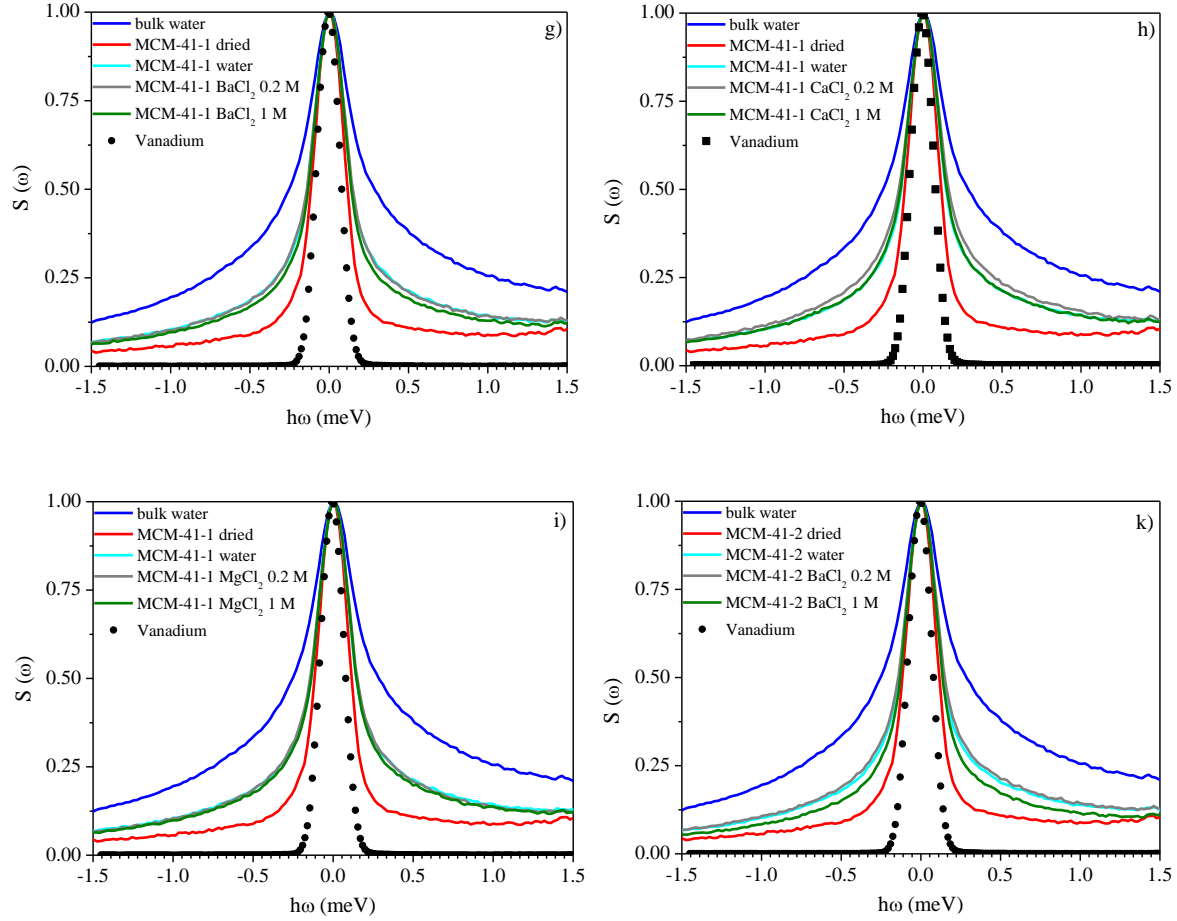 g)
bulk water
MCM-41-1 dried
MCM-41-1 water
MCM-41-1 BaCl₂ 0.2 M
MCM-41-1 BaCl₂ 1 M
Vanadium
S (ω)
1.00
0.75
0.50
0.25
0.00
-1.5 -1.0 -0.5 0.0 0.5 1.0 1.5
hω (meV)
h)
bulk water
MCM-41-1 dried
MCM-41-1 water
MCM-41-1 CaCl₂ 0.2 M
MCM-41-1 CaCl₂ 1 M
Vanadium
S (ω)
1.00
0.75
0.50
0.25
0.00
-1.5 -1.0 -0.5 0.0 0.5 1.0 1.5
hω (meV)
i)
bulk water
MCM-41-1 dried
MCM-41-1 water
MCM-41-1 MgCl₂ 0.2 M
MCM-41-1 MgCl₂ 1 M
Vanadium
S (ω)
1.00
0.75
0.50
0.25
0.00
-1.5 -1.0 -0.5 0.0 0.5 1.0 1.5
hω (meV)
k)
bulk water
MCM-41-2 dried
MCM-41-2 water
MCM-41-2 BaCl₂ 0.2 M
MCM-41-2 BaCl₂ 1 M
Vanadium
S (ω)
1.00
0.75
0.50
0.25
0.00
-1.5 -1.0 -0.5 0.0 0.5 1.0 1.5
hω (meV)